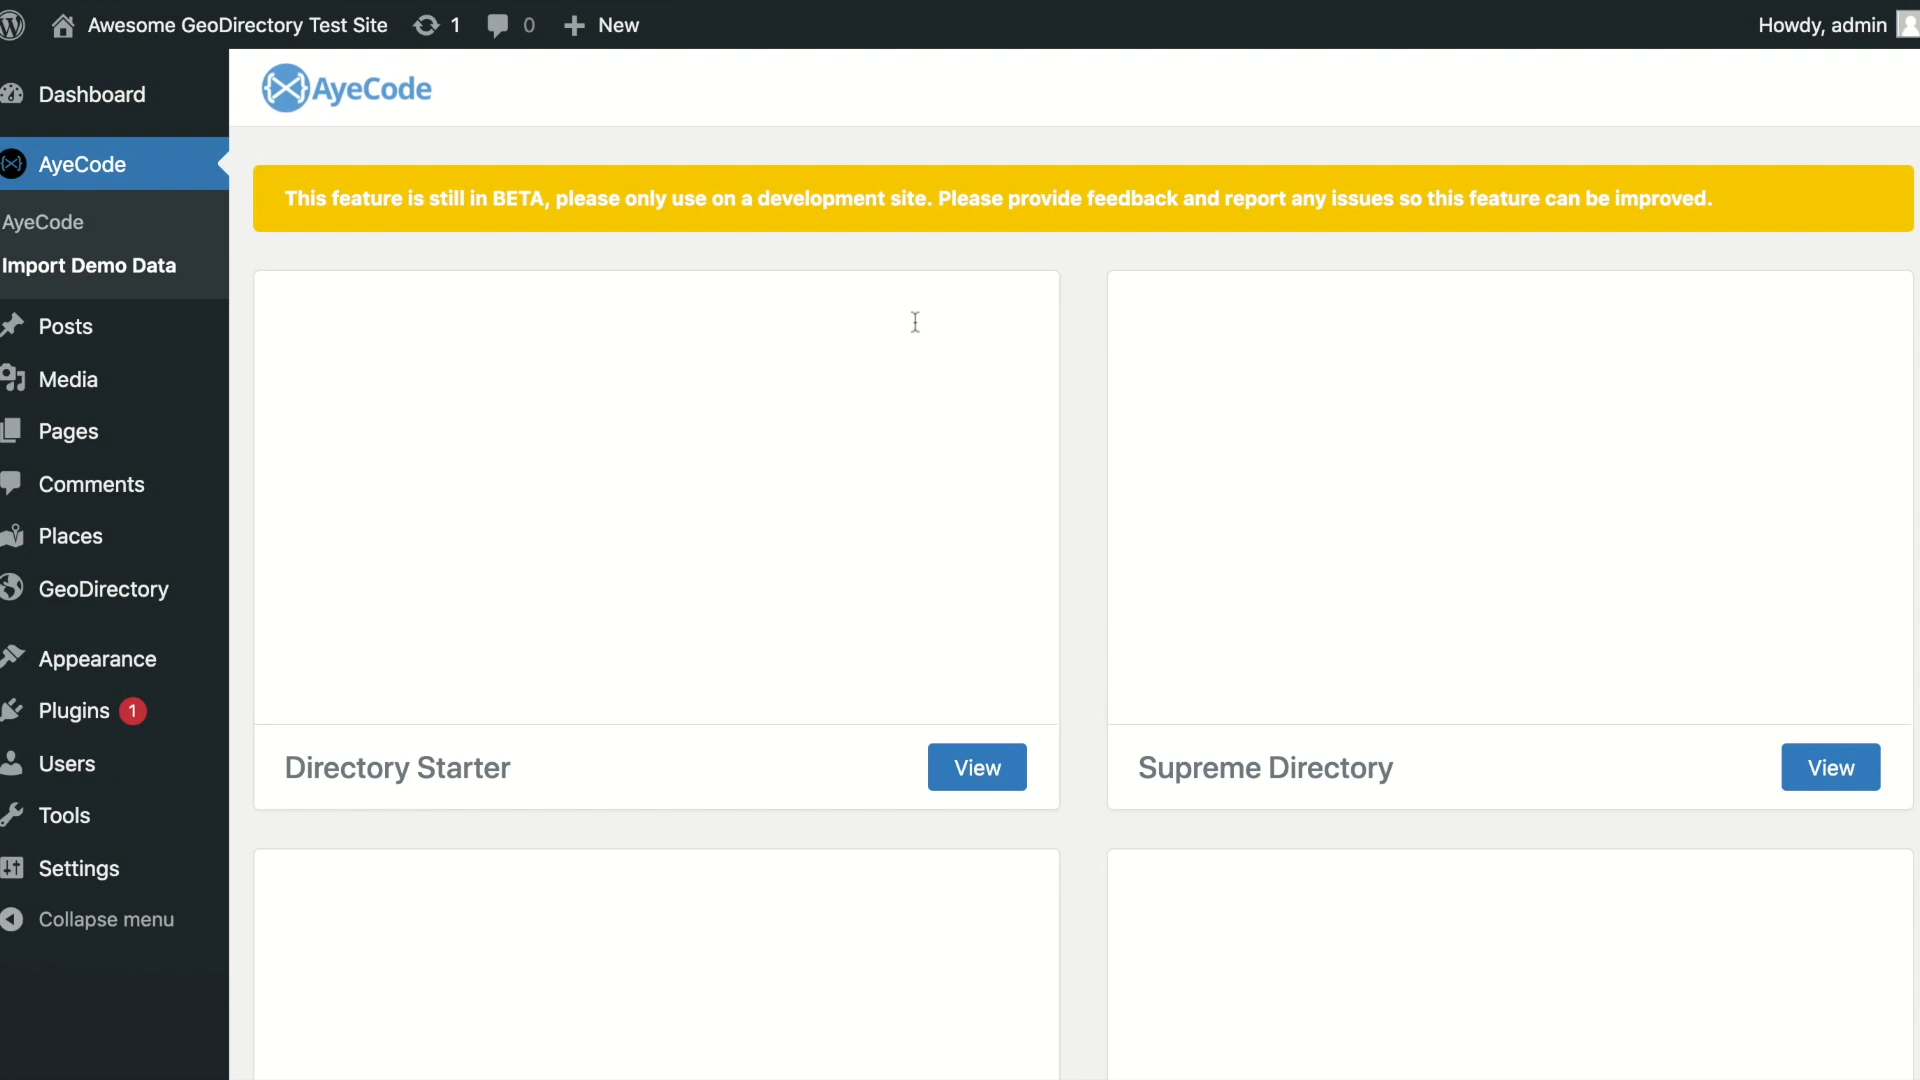 Awesome GeoDirectory Test Site 1 0 New Howdy, admin
Dashboard
AyeCode
AyeCode
Import Demo Data
Posts
Media
Pages
Comments
Places
GeoDirectory
Appearance
Plugins 1
Users
Tools
Settings
Collapse menu
AyeCode
This feature is still in BETA, please only use on a development site. Please provide feedback and report any issues so this feature can be improved.
Directory Starter View
Supreme Directory View